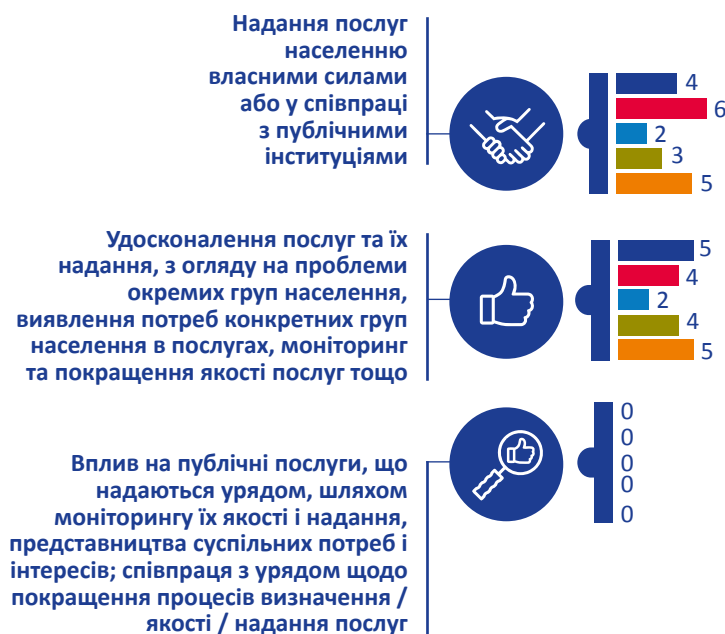 Надання послуг
населенню
власними силами
або у співпраці
з публічними
інституціями
4
6
2
3
5
Удосконалення послуг та їх
надання, з огляду на проблеми
окремих груп населення,
виявлення потреб конкретних груп
населення в послугах, моніторинг
та покращення якості послуг тощо
5
4
2
4
5
Вплив на публічні послуги, що
надаються урядом, шляхом
моніторингу їх якості і надання,
представництва суспільних потреб і
інтересів; співпраця з урядом щодо
покращення процесів визначення /
якості / надання послуг
0
0
0
0
0